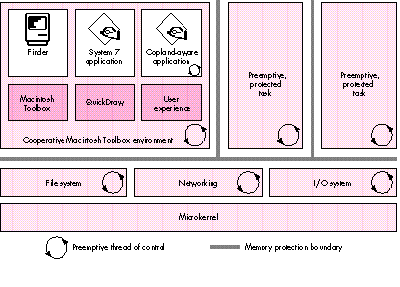 Finder
System 7
application
Copland-aware
application
Macintosh
Toolbox
QuickDraw
User
experience
Cooperative Macintosh Toolbox environment
Preemptive,
protected
task
Preemptive,
protected
task
File system
Networking
I/O system
Microkernel
Preemptive thread of control
Memory protection boundary